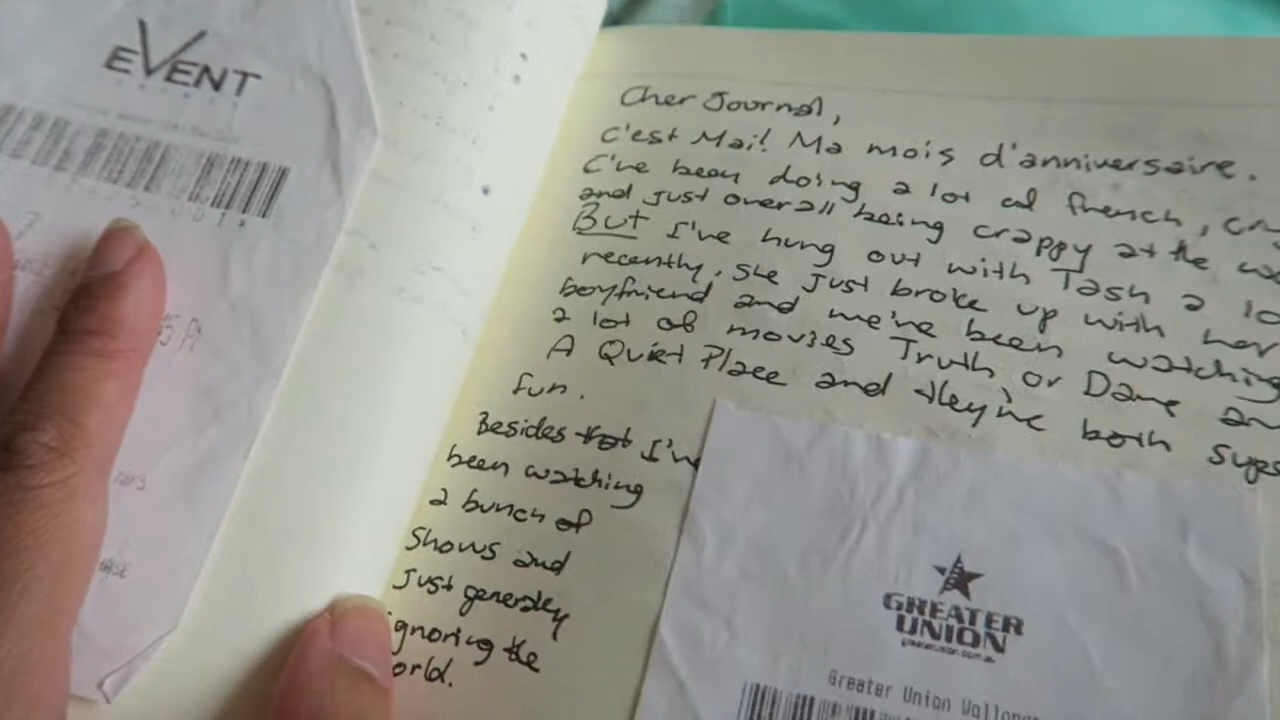 EVENT
Cher Journal,
C'est Mai! Ma mois d'anniversaire.
I've been doing a lot of french,
and just overall being crappy at the
But I've hung out with Tash a
recently, she just broke up with her
boyfriend and we've been watching
a lot of movies Truth or Dare
A Quiet Place and they're both
fun.
Besides that I've
been watching
a bunch of
shows and
just generally
ignoring the
orld.
GREATER
UNION
Greater Union